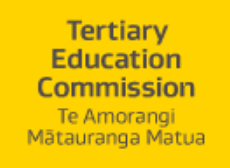 Tertiary
Education
Commission
Te Amorangi
Mātauranga Matua